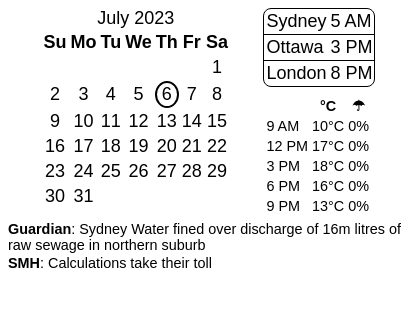 July 2023
Su Mo Tu We Th Fr Sa
1
2 3 4 5 6 7 8
9 10 11 12 13 14 15
16 17 18 19 20 21 22
23 24 25 26 27 28 29
30 31
Sydney 5 AM
Ottawa 3 PM
London 8 PM
°C ☂
9 AM 10°C 0%
12 PM 17°C 0%
3 PM 18°C 0%
6 PM 16°C 0%
9 PM 13°C 0%
Guardian: Sydney Water fined over discharge of 16m litres of
raw sewage in northern suburb
SMH: Calculations take their toll